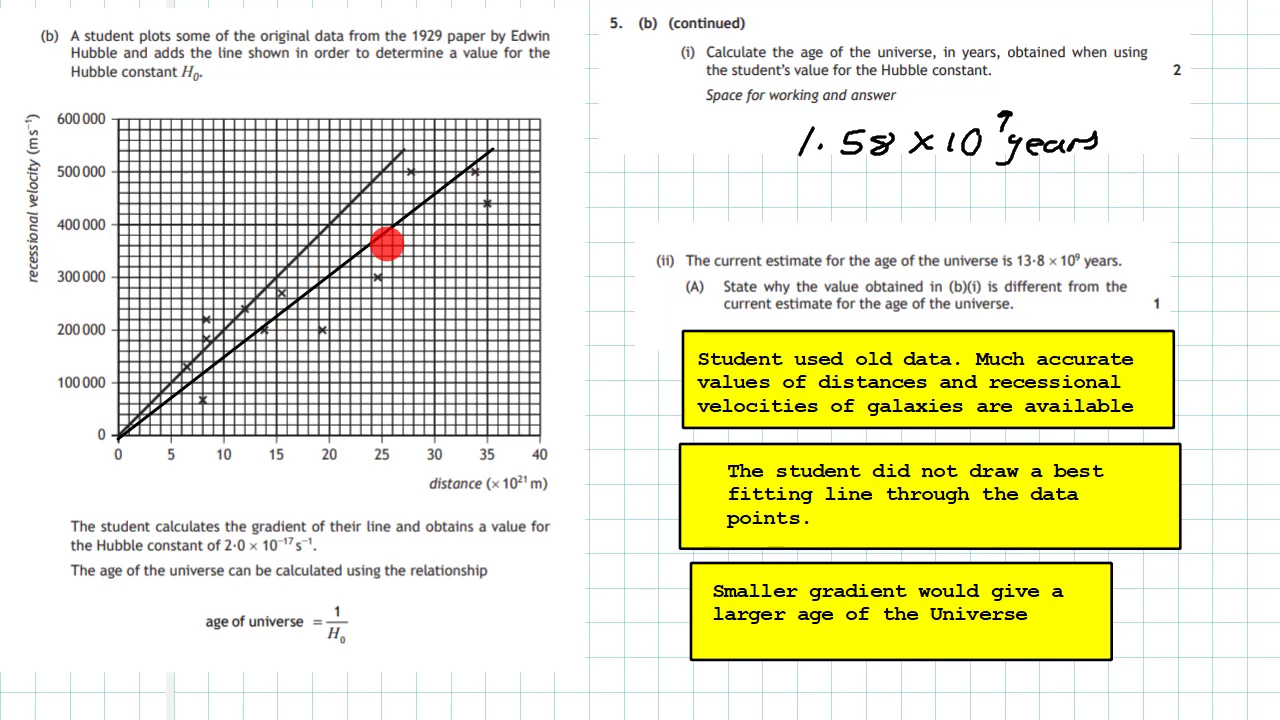 (b) A student plots some of the original data from the 1929 paper by Edwin
Hubble and adds the line shown in order to determine a value for the
Hubble constant H₀.
recessional velocity (m s⁻¹)
600 000
500 000
400 000
300 000
200 000
100 000
0
0 5 10 15 20 25 30 35 40
distance (× 10²¹ m)
The student calculates the gradient of their line and obtains a value for
the Hubble constant of 2·0 × 10⁻¹⁷ s⁻¹.
The age of the universe can be calculated using the relationship
age of universe = 1/H₀
5. (b) (continued)
(i) Calculate the age of the universe, in years, obtained when using
the student’s value for the Hubble constant. 2
Space for working and answer
1.58 × 10⁹ years
(ii) The current estimate for the age of the universe is 13·8 × 10⁹ years.
(A) State why the value obtained in (b)(i) is different from the
current estimate for the age of the universe. 1
Student used old data. Much accurate
values of distances and recessional
velocities of galaxies are available
The student did not draw a best
fitting line through the data
points.
Smaller gradient would give a
larger age of the Universe